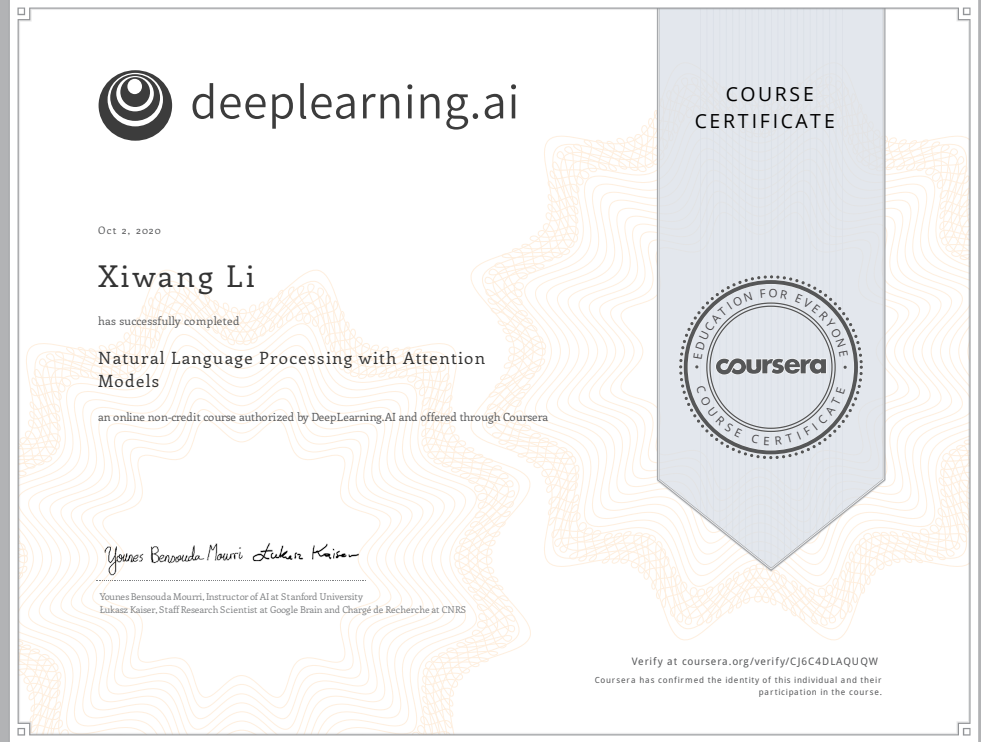 deeplearning.ai
COURSE
CERTIFICATE
Oct 2, 2020
Xiwang Li
has successfully completed
Natural Language Processing with Attention
Models
an online non-credit course authorized by DeepLearning.AI and offered through Coursera
EDUCATION FOR EVERYONE
coursera
COURSE CERTIFICATE
Younes Bensouda Mourri Łukasz Kaiser
Younes Bensouda Mourri, Instructor of AI at Stanford University
Łukasz Kaiser, Staff Research Scientist at Google Brain and Chargé de Recherche at CNRS
Verify at coursera.org/verify/CJ6C4DLAQUQW
Coursera has confirmed the identity of this individual and their
participation in the course.